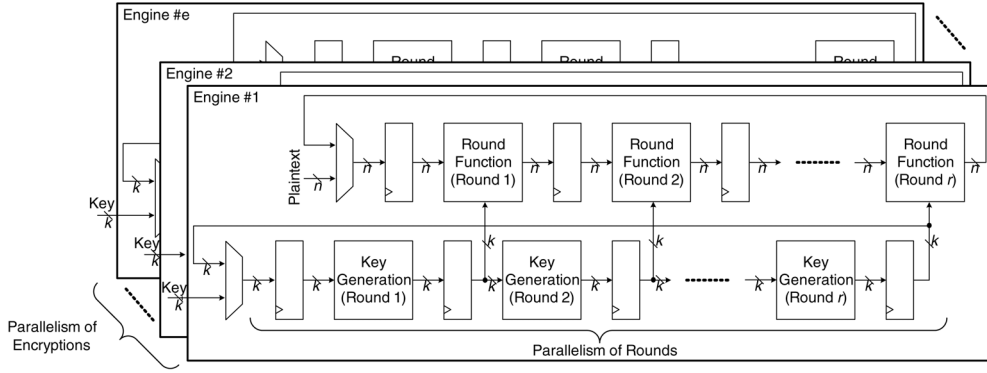 Engine #e
Round
Round
Round
Engine #2
Engine #1
Plaintext
n
n
n
Round
Function
(Round 1)
n
n
Round
Function
(Round 2)
n
n
n
Round
Function
(Round r)
n
k
Key
k
Key
k
Key
k
k
k
k
Key
Generation
(Round 1)
k
k
k
Key
Generation
(Round 2)
k
k
k
k
Key
Generation
(Round r)
k
k
Parallelism of
Encryptions
Parallelism of Rounds